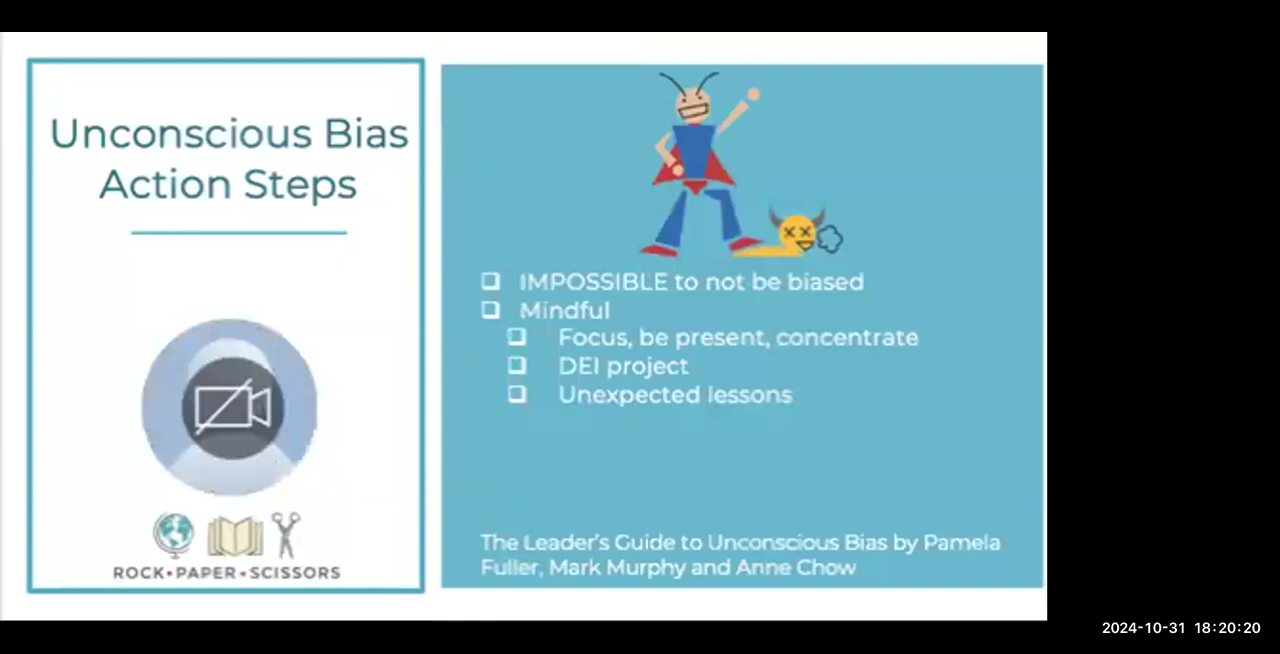 Unconscious Bias
Action Steps
ROCK•PAPER•SCISSORS
IMPOSSIBLE to not be biased
Mindful
Focus, be present, concentrate
DEI project
Unexpected lessons
The Leader's Guide to Unconscious Bias by Pamela
Fuller, Mark Murphy and Anne Chow
2024-10-31 18:20:20